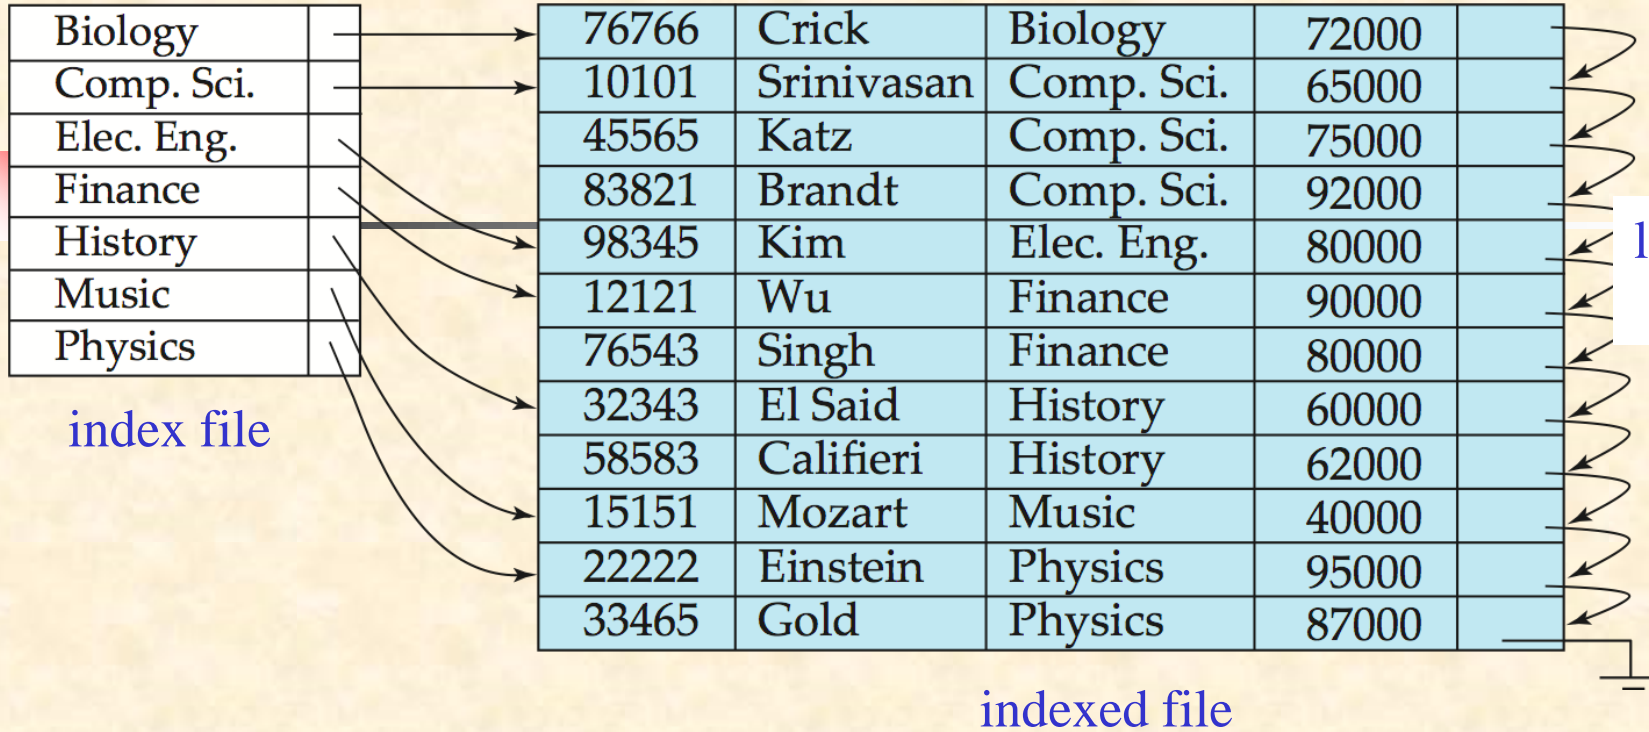 Biology
Comp. Sci.
Elec. Eng.
Finance
History
Music
Physics
index file
76766 Crick Biology 72000
10101 Srinivasan Comp. Sci. 65000
45565 Katz Comp. Sci. 75000
83821 Brandt Comp. Sci. 92000
98345 Kim Elec. Eng. 80000
12121 Wu Finance 90000
76543 Singh Finance 80000
32343 El Said History 60000
58583 Califieri History 62000
15151 Mozart Music 40000
22222 Einstein Physics 95000
33465 Gold Physics 87000
indexed file